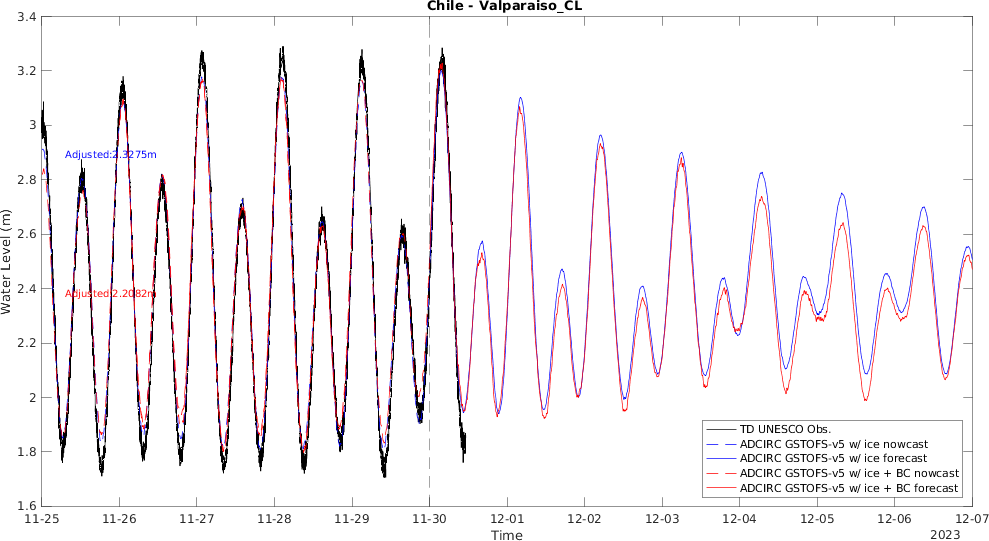 Chile - Valparaiso_CL
3.4
3.2
3
2.8
2.6
2.4
2.2
2
1.8
1.6
Water Level (m)
Adjusted:2.3275m
Adjusted:2.2082m
TD UNESCO Obs.
ADCIRC GSTOFS-v5 w/ ice nowcast
ADCIRC GSTOFS-v5 w/ ice forecast
ADCIRC GSTOFS-v5 w/ ice + BC nowcast
ADCIRC GSTOFS-v5 w/ ice + BC forecast
11-25 11-26 11-27 11-28 11-29 11-30 12-01 12-02 12-03 12-04 12-05 12-06 12-07
Time
2023